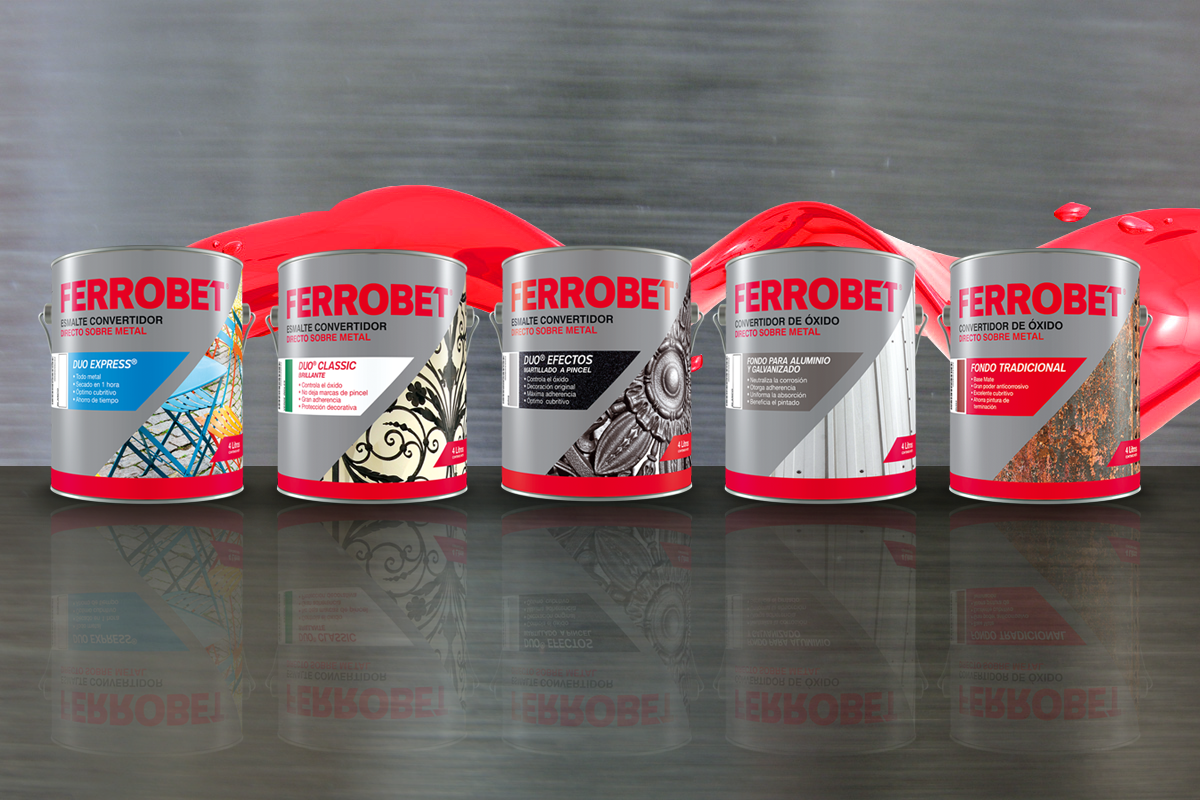 FERROBET®
ESMALTE CONVERTIDOR
DIRECTO SOBRE METAL
DUO EXPRESS®
• Todo metal
• Secado en 1 hora
• Optimo cubritivo
• Ahorro de tiempo
4 Litros
FERROBET®
ESMALTE CONVERTIDOR
DIRECTO SOBRE METAL
DUO® CLASSIC
BRILLANTE
• Controla el óxido
• No deja marcas de pincel
• Gran adherencia
• Protección decorativa
4 Litros
FERROBET
ESMALTE CONVERTIDOR
DIRECTO SOBRE METAL
DUO® EFECTOS
MARTILLADO A PINCEL
• Controla el óxido
• Decoración original
• Máxima adherencia
• Optimo cubritivo
4 Litros
FERROBET®
CONVERTIDOR DE ÓXIDO
DIRECTO SOBRE METAL
FONDO PARA ALUMINIO
Y GALVANIZADO
• Neutraliza la corrosión
• Otorga adherencia
• Uniforma la absorción
• Beneficia el pintado
4 Litros
FERROBET®
CONVERTIDOR DE ÓXIDO
DIRECTO SOBRE METAL
FONDO TRADICIONAL
• Base Mate
• Gran poder anticorrosivo
• Excelente cubritivo
• Ahorra pintura de
terminación
4 Litros